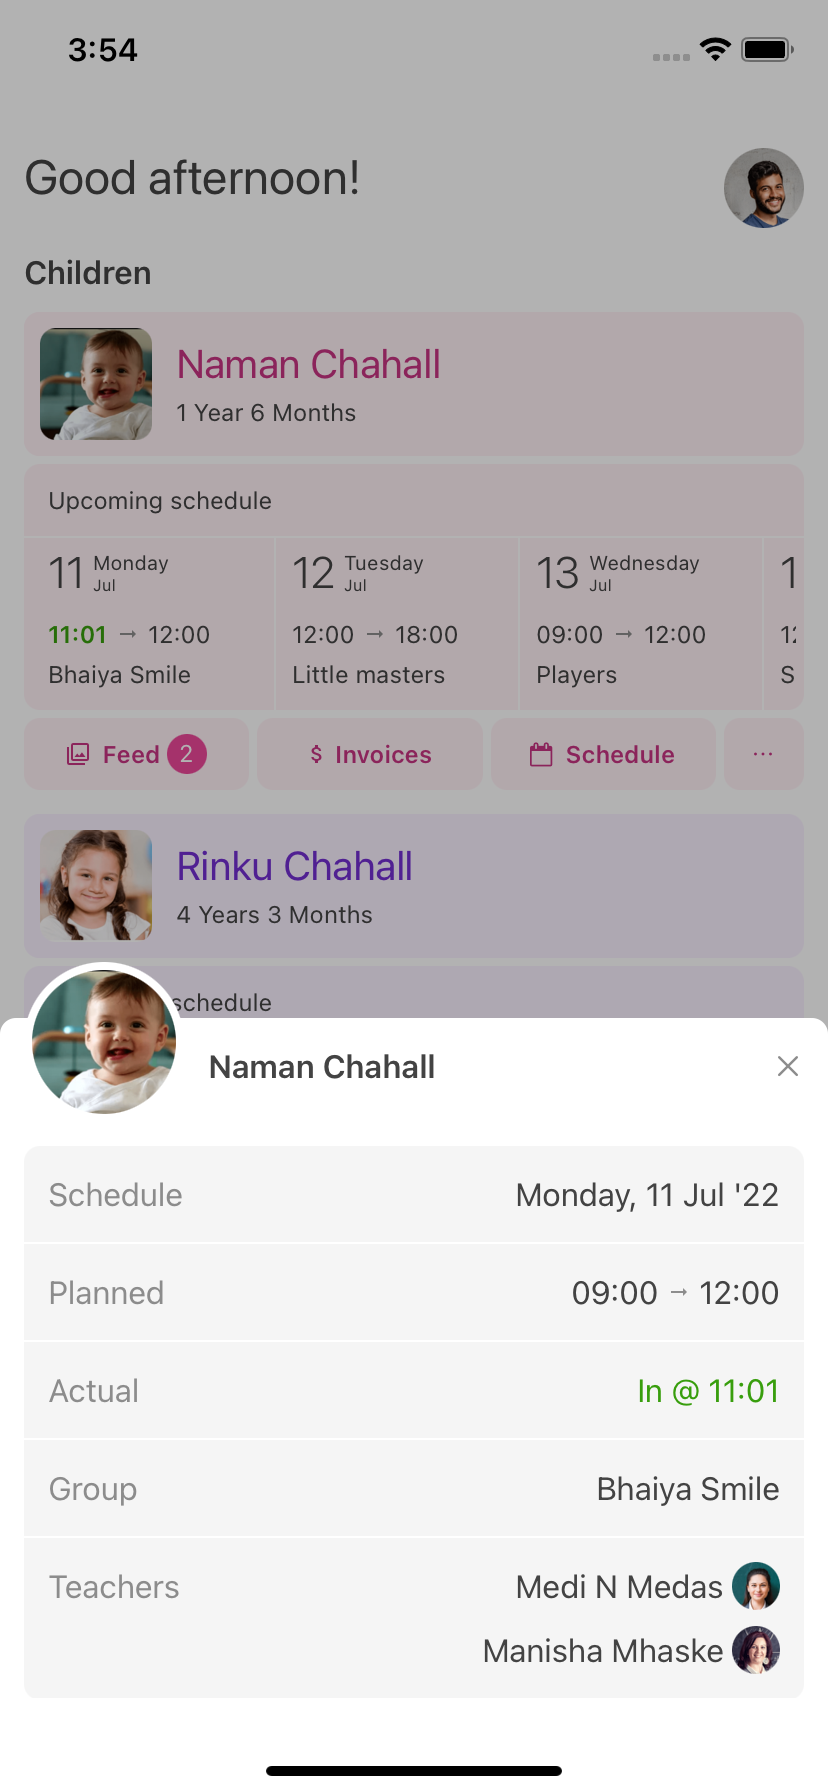 3:54
Good afternoon!
Children
Naman Chahall
1 Year 6 Months
Upcoming schedule
11 Monday Jul
11:01 → 12:00
Bhaiya Smile
12 Tuesday Jul
12:00 → 18:00
Little masters
13 Wednesday Jul
09:00 → 12:00
Players
Feed 2
$ Invoices
Schedule
...
Rinku Chahall
4 Years 3 Months
schedule
Naman Chahall
Schedule Monday, 11 Jul '22
Planned 09:00 → 12:00
Actual In @ 11:01
Group Bhaiya Smile
Teachers Medi N Medas
Manisha Mhaske